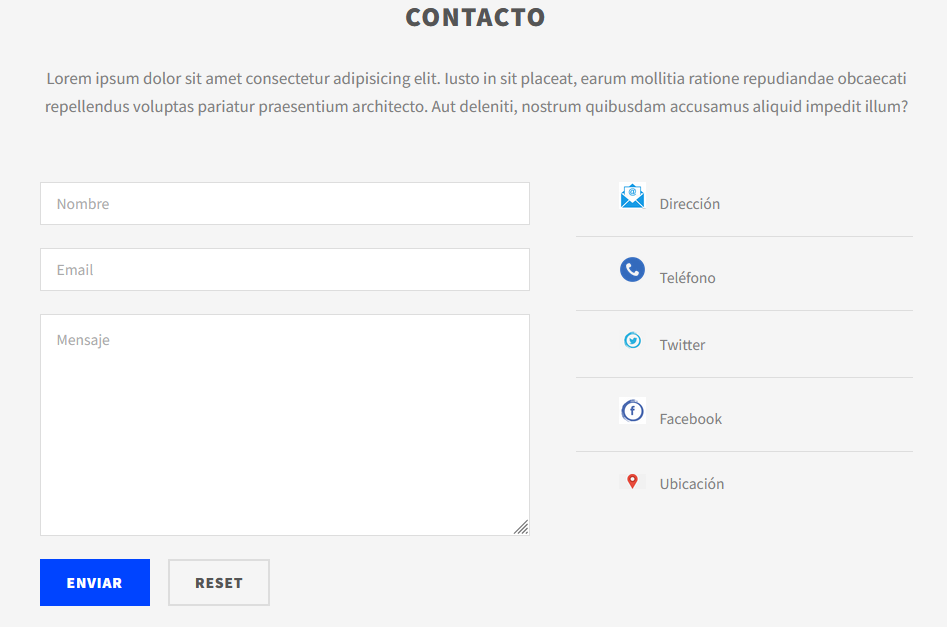 CONTACTO
Lorem ipsum dolor sit amet consectetur adipisicing elit. Iusto in sit placeat, earum mollitia ratione repudiandae obcaecati
repellendus voluptas pariatur praesentium architecto. Aut deleniti, nostrum quibusdam accusamus aliquid impedit illum?
Nombre
Email
Mensaje
ENVIAR
RESET
Dirección
Teléfono
Twitter
Facebook
Ubicación